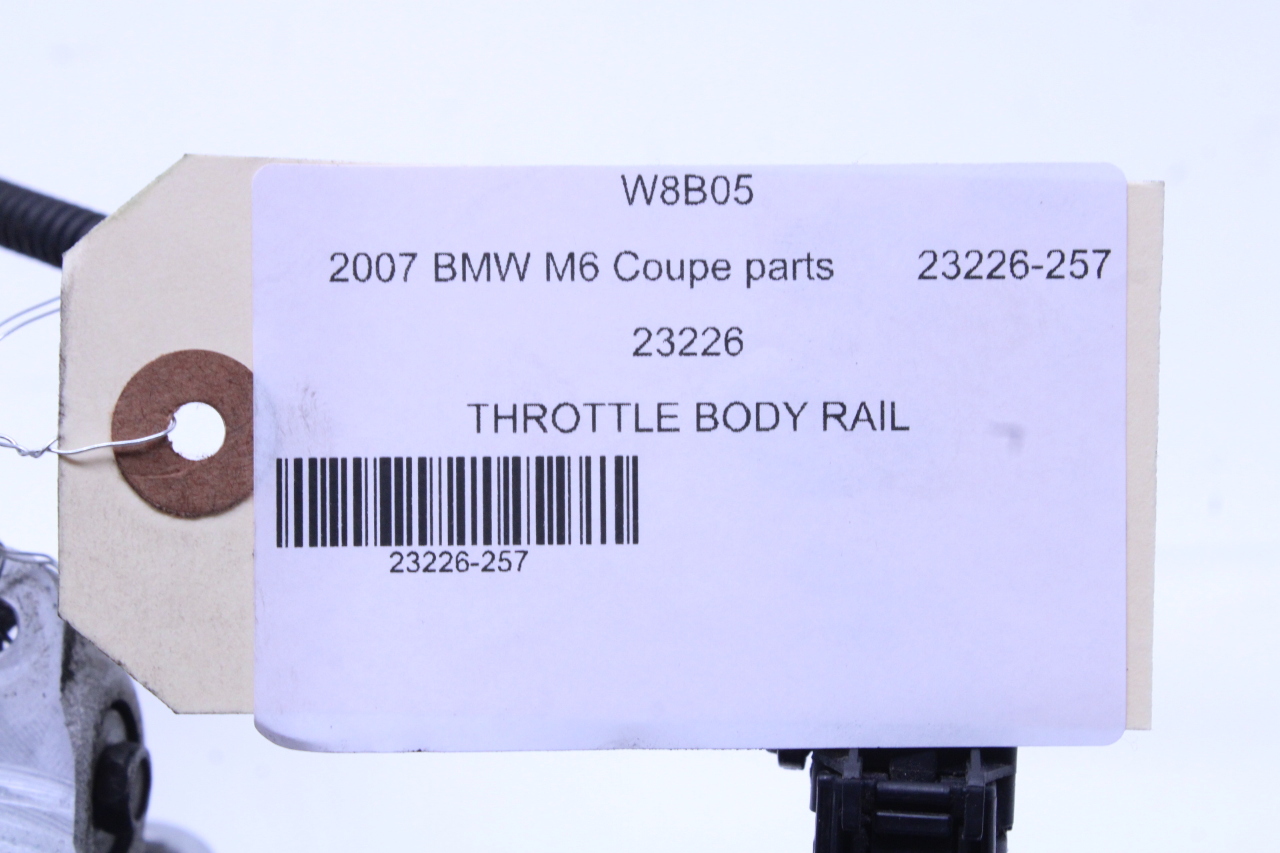 W8B05
2007 BMW M6 Coupe parts 23226-257
23226
THROTTLE BODY RAIL
23226-257